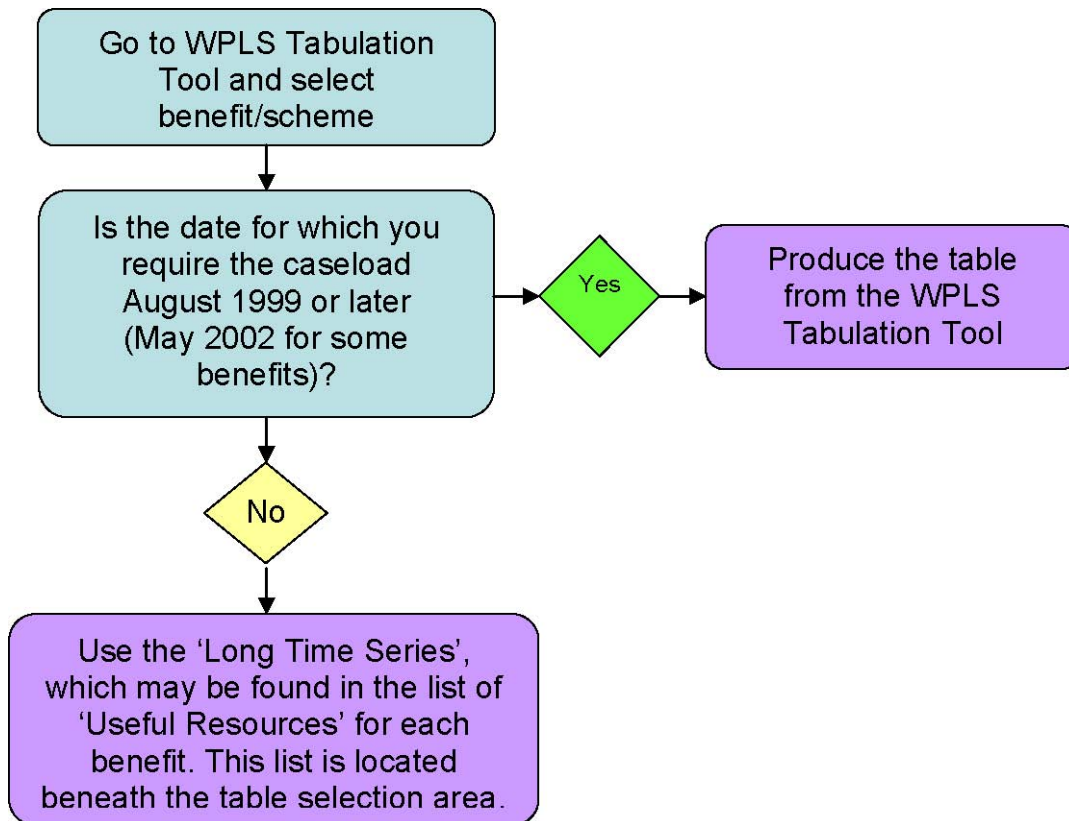 Go to WPLS Tabulation
Tool and select
benefit/scheme
Is the date for which you
require the caseload
August 1999 or later
(May 2002 for some
benefits)?
Yes
Produce the table
from the WPLS
Tabulation Tool
No
Use the ‘Long Time Series’,
which may be found in the list of
‘Useful Resources’ for each
benefit. This list is located
beneath the table selection area.